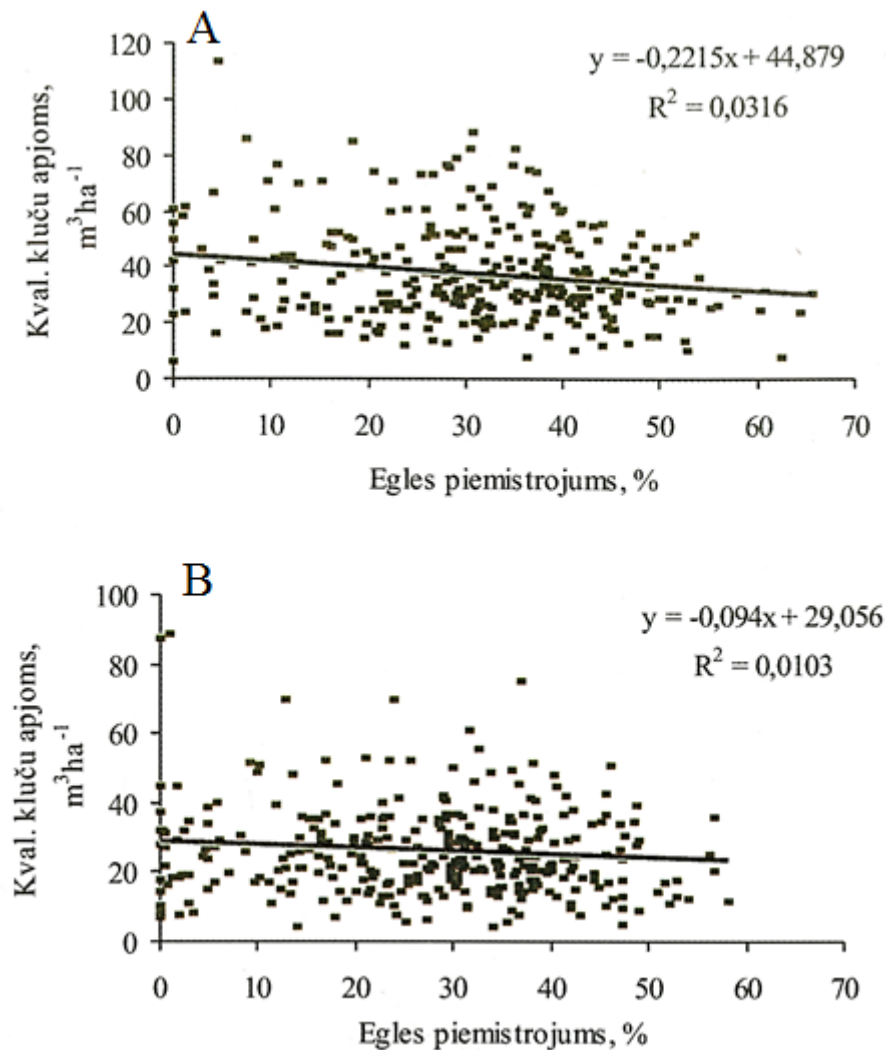 A
y = -0,2215x + 44,879
R² = 0,0316
Kval. kluču apjoms,
m³ha⁻¹
120
100
80
60
40
20
0
0 10 20 30 40 50 60 70
Egles piemistrojums, %
B
y = -0,094x + 29,056
R² = 0,0103
Kval. kluču apjoms,
m³ha⁻¹
100
80
60
40
20
0
0 10 20 30 40 50 60 70
Egles piemistrojums, %